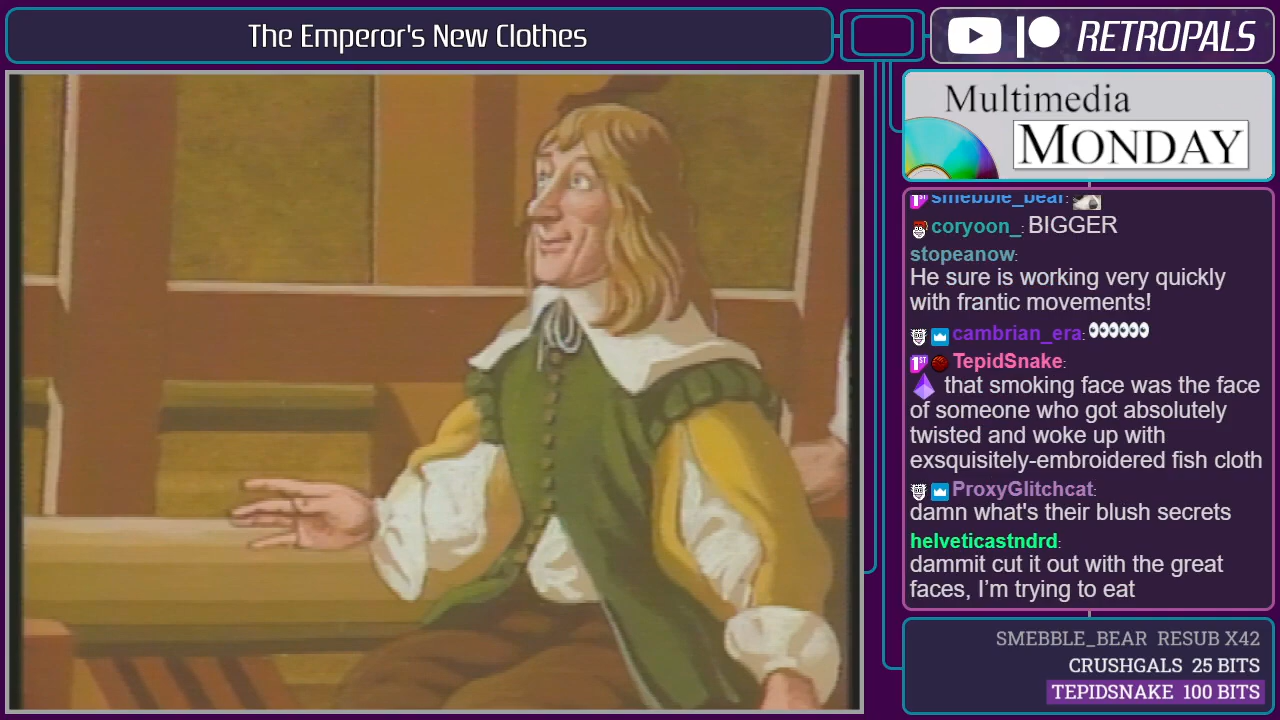 The Emperor's New Clothes
RETROPALS
Multimedia
MONDAY
smebble_bear:
coryoon_: BIGGER
stopeanow:
He sure is working very quickly
with frantic movements!
cambrian_era:
1ST TepidSnake:
that smoking face was the face
of someone who got absolutely
twisted and woke up with
exsquisitely-embroidered fish cloth
ProxyGlitchcat:
damn what's their blush secrets
helveticastndrd:
dammit cut it out with the great
faces, I’m trying to eat
SMEBBLE_BEAR RESUB X42
CRUSHGALS 25 BITS
TEPIDSNAKE 100 BITS